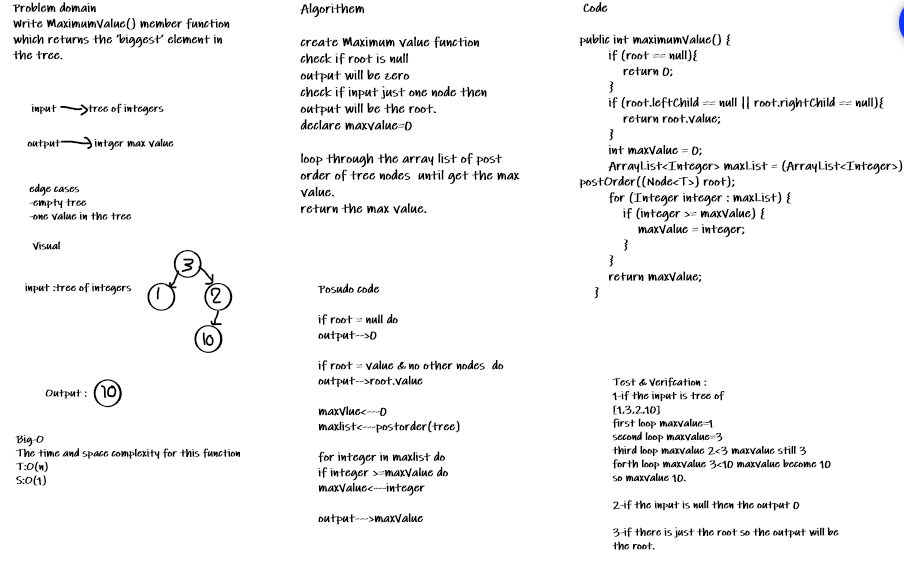 Problem domain
Write MaximumValue() member function
which returns the 'biggest' element in
the tree.
input → tree of integers
output → intger max value
edge cases
-empty tree
-one value in the tree
Visual
input :tree of integers
3
1
2
10
Output : 10
Big-O
The time and space complexity for this function
T:O(n)
S:O(1)
Algorithem
create Maximum value function
check if root is null
output will be zero
check if input just one node then
output will be the root.
declare maxvalue=0
loop through the array list of post
order of tree nodes until get the max
value.
return the max value.
Posudo code
if root = null do
output-->0
if root = value & no other nodes do
output-->root.value
maxVlue<---0
maxlist<---postorder(tree)
for integer in maxlist do
if integer >=maxValue do
maxValue<---integer
output--->maxValue
Code
public int maximumValue() {
if (root == null){
return 0;
}
if (root.leftChild == null || root.rightChild == null){
return root.value;
}
int maxValue = 0;
ArrayList<Integer> maxList = (ArrayList<Integer>)
postOrder((Node<T>) root);
for (Integer integer : maxList) {
if (integer >= maxValue) {
maxValue = integer;
}
}
return maxValue;
}
Test & Verifcation :
1-if the input is tree of
[1,3,2,10]
first loop maxvalue=1
second loop maxvalue=3
third loop maxvalue 2<3 maxvalue still 3
forth loop maxvalue 3<10 maxvalue become 10
so maxvalue 10.
2-if the input is null then the output 0
3-if there is just the root so the output will be
the root.